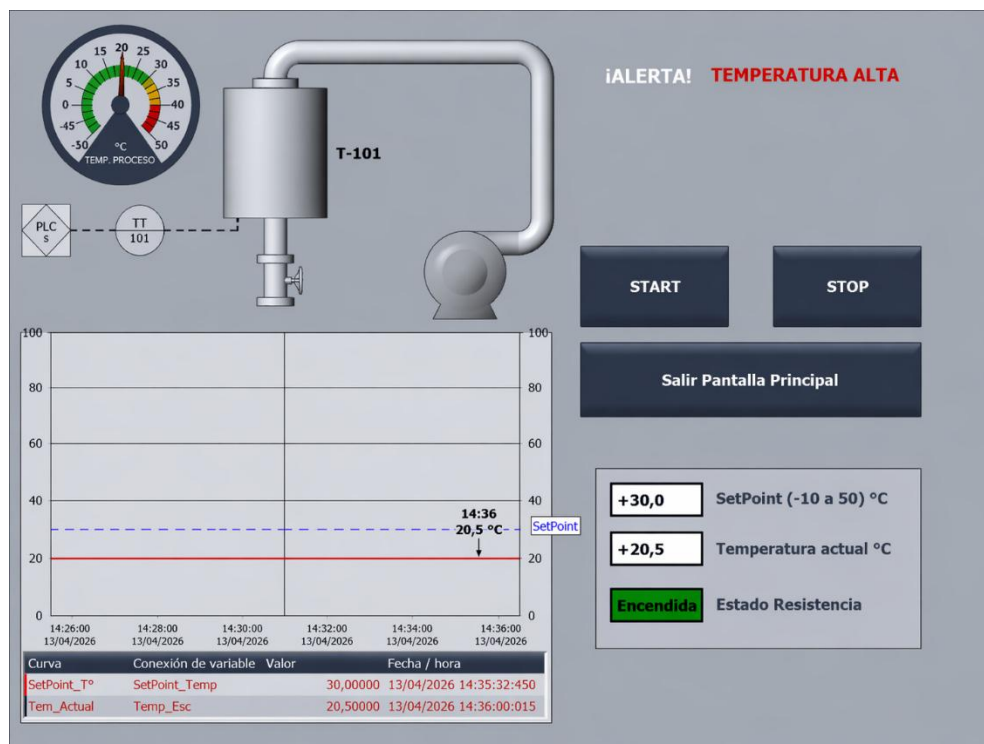 15 20 25
10 30
5 35
0 40
-45 45
-50 °C 50
TEMP. PROCESO
¡ALERTA! TEMPERATURA ALTA
T-101
PLC
s
TT
101
START
STOP
Salir Pantalla Principal
100 100
80 80
60 60
40 40
14:36
20,5 °C
SetPoint
20 20
0 0
14:26:00 14:28:00 14:30:00 14:32:00 14:34:00 14:36:00
13/04/2026 13/04/2026 13/04/2026 13/04/2026 13/04/2026 13/04/2026
Curva Conexión de variable Valor Fecha / hora
SetPoint_Tº SetPoint_Temp 30,00000 13/04/2026 14:35:32:450
Tem_Actual Temp_Esc 20,50000 13/04/2026 14:36:00:015
+30,0 SetPoint (-10 a 50) °C
+20,5 Temperatura actual °C
Encendida Estado Resistencia